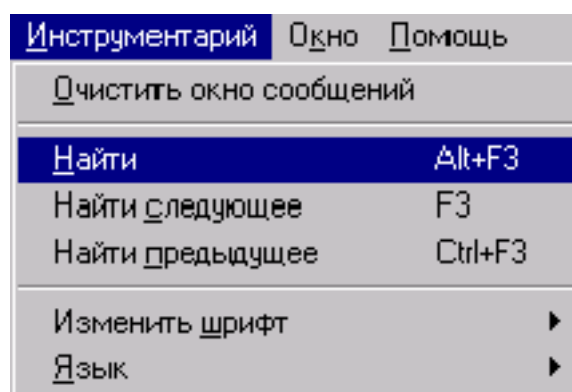 Инструментарий Окно Помощь
Очистить окно сообщений
Найти Alt+F3
Найти следующее F3
Найти предыдущее Ctrl+F3
Изменить шрифт
Язык